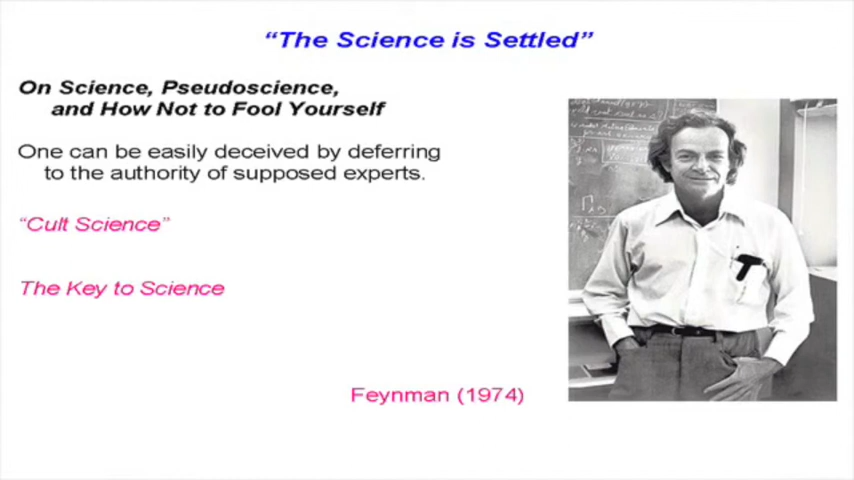 “The Science is Settled”
On Science, Pseudoscience,
and How Not to Fool Yourself
One can be easily deceived by deferring
to the authority of supposed experts.
“Cult Science”
The Key to Science
Feynman (1974)